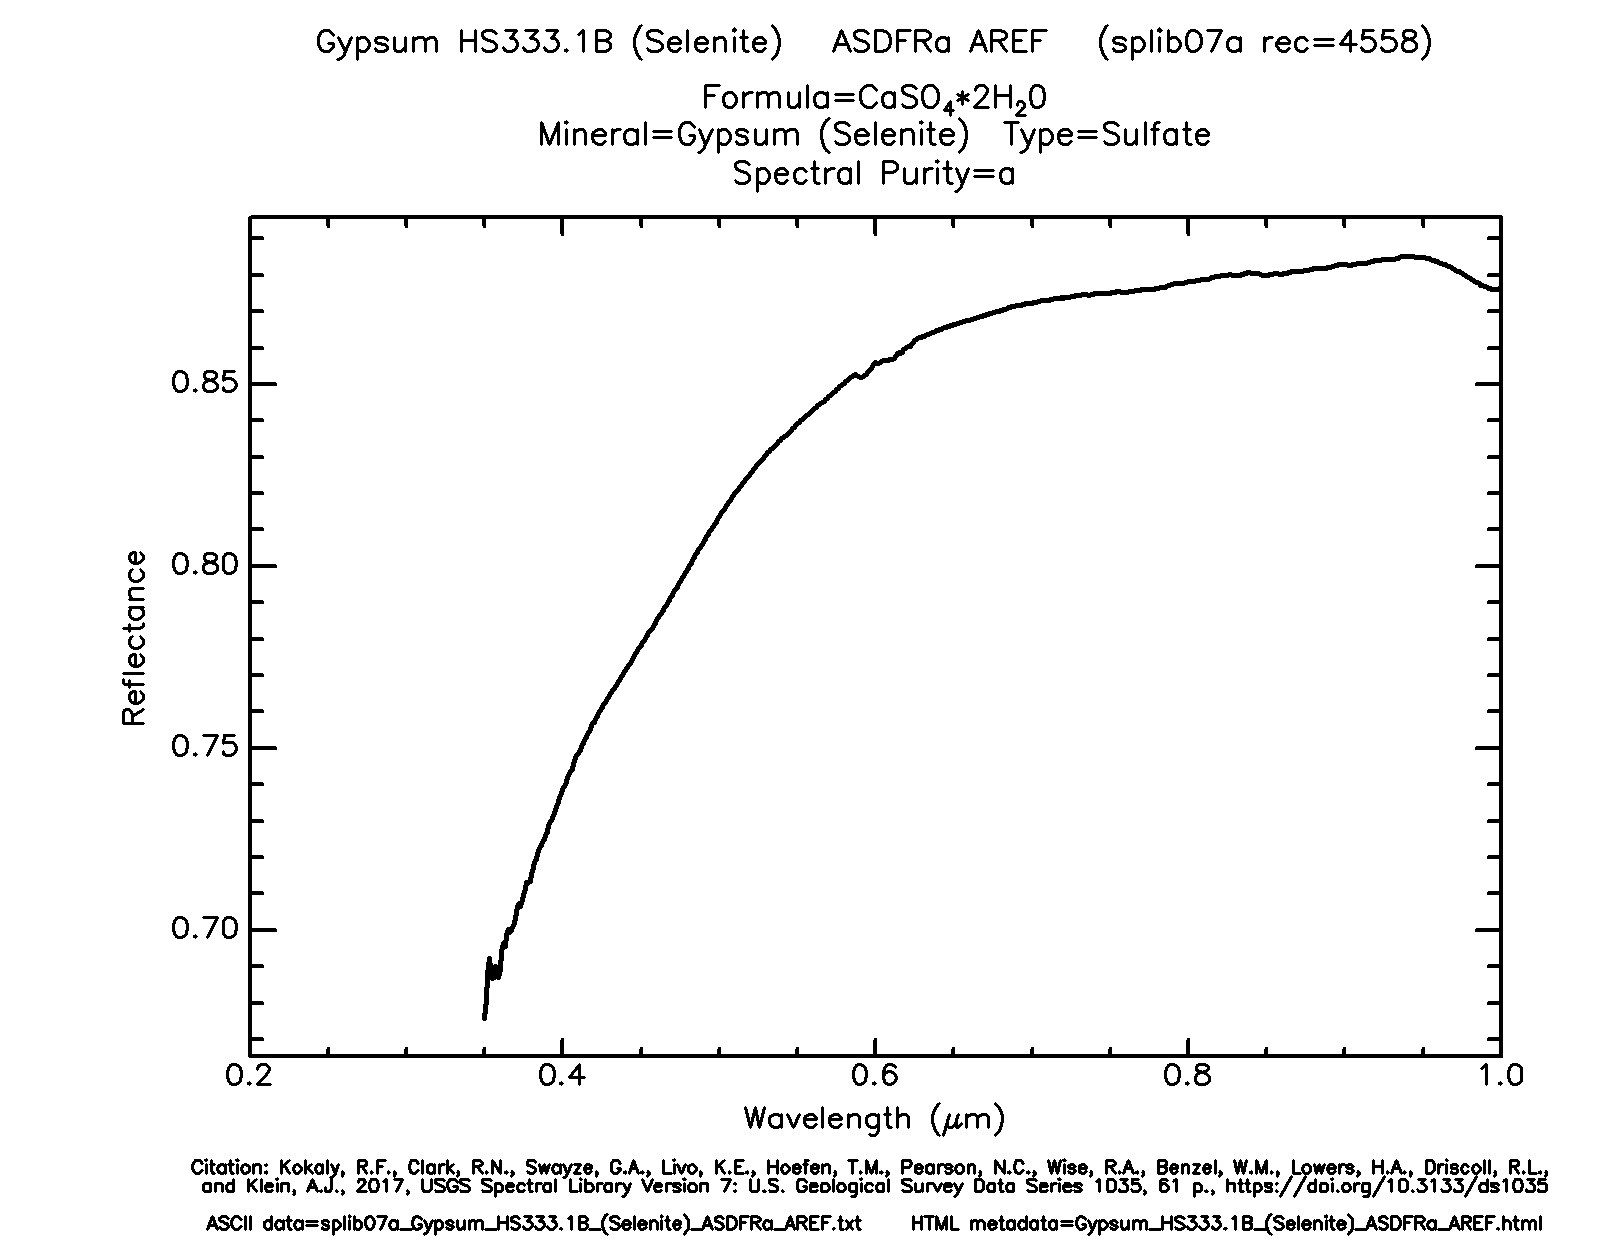 Gypsum HS333.1B (Selenite) ASDFRa AREF (splib07a rec=4558)
Formula=CaSO4*2H2O
Mineral=Gypsum (Selenite) Type=Sulfate
Spectral Purity=a
0.85
0.80
0.75
0.70
Reflectance
0.2 0.4 0.6 0.8 1.0
Wavelength (μm)
Citation: Kokaly, R.F., Clark, R.N., Swayze, G.A., Livo, K.E., Hoefen, T.M., Pearson, N.C., Wise, R.A., Benzel, W.M., Lowers, H.A., Driscoll, R.L.,
and Klein, A.J., 2017, USGS Spectral Library Version 7: U.S. Geological Survey Data Series 1035, 61 p., https://doi.org/10.3133/ds1035
ASCII data=splib07a_Gypsum_HS333.1B_(Selenite)_ASDFRa_AREF.txt HTML metadata=Gypsum_HS333.1B_(Selenite)_ASDFRa_AREF.html